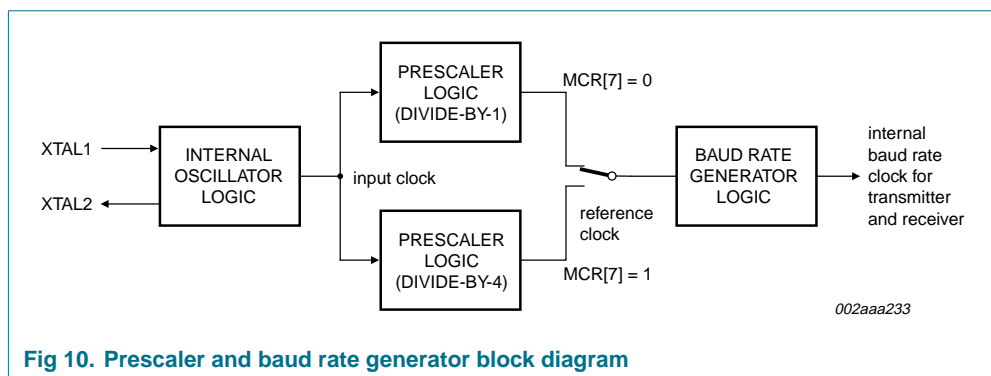 PRESCALER
LOGIC
(DIVIDE-BY-1)
MCR[7] = 0
XTAL1
XTAL2
INTERNAL
OSCILLATOR
LOGIC
input clock
BAUD RATE
GENERATOR
LOGIC
internal
baud rate
clock for
transmitter
and receiver
reference
clock
PRESCALER
LOGIC
(DIVIDE-BY-4)
MCR[7] = 1
002aaa233
Fig 10. Prescaler and baud rate generator block diagram